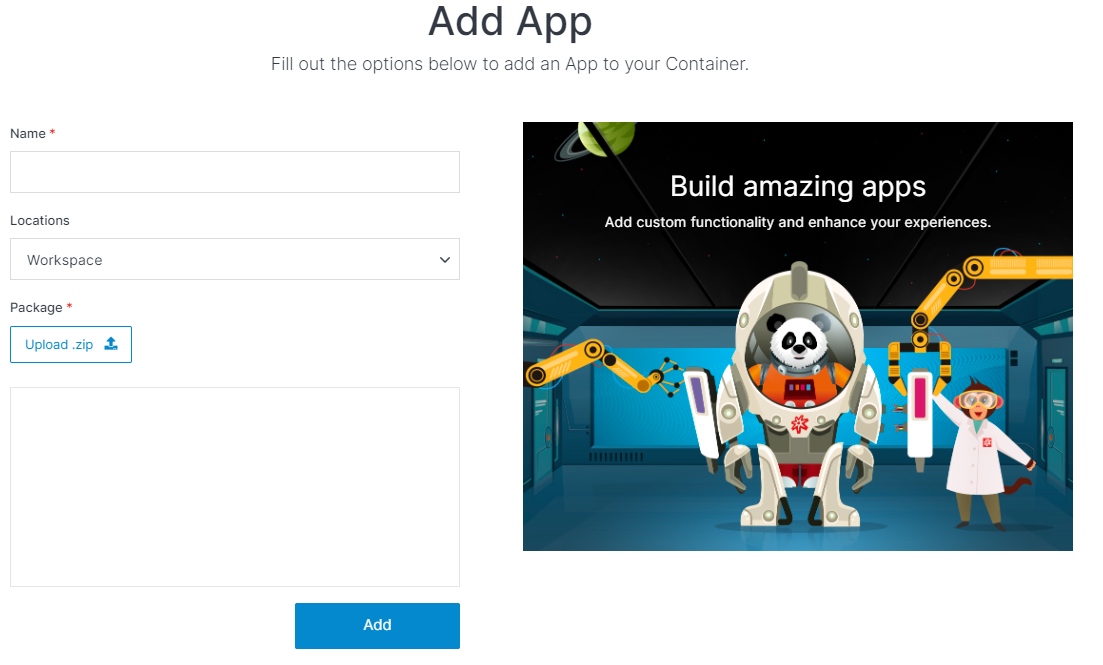 Add App
Fill out the options below to add an App to your Container.
Name *
Locations
Workspace
Package *
Upload .zip
Add
Build amazing apps
Add custom functionality and enhance your experiences.